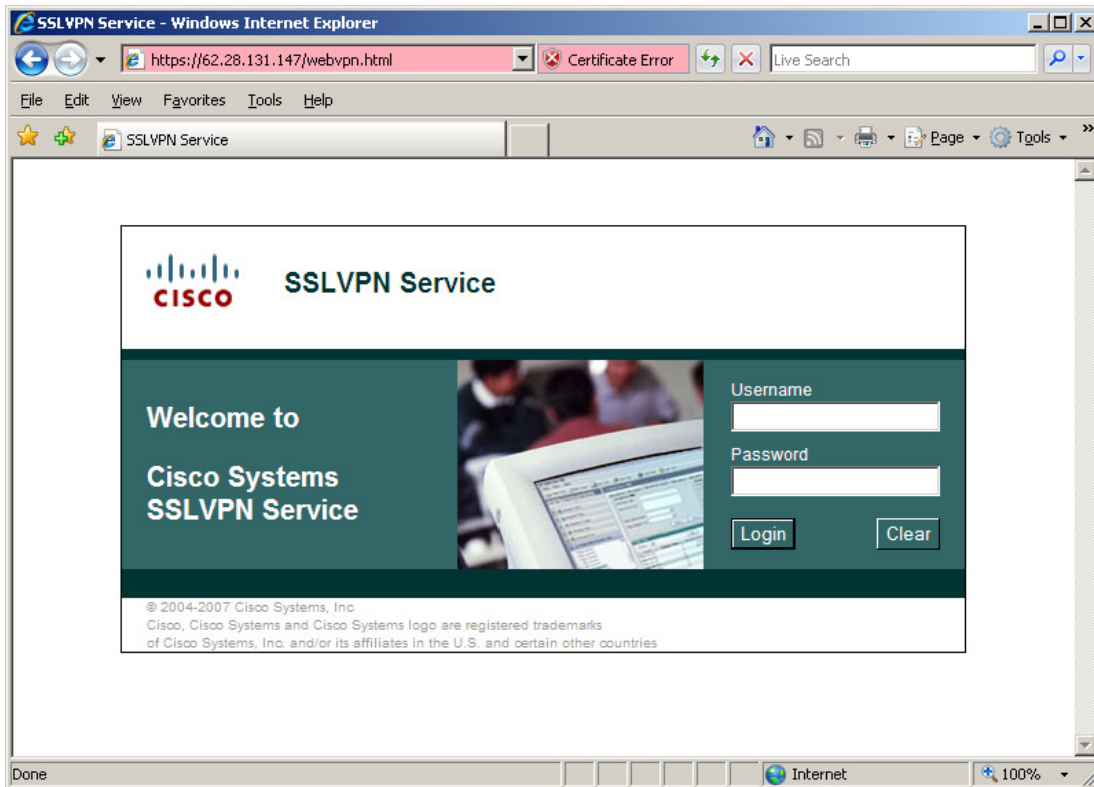 SSLVPN Service - Windows Internet Explorer
https://62.28.131.147/webvpn.html
Certificate Error
Live Search
File Edit View Favorites Tools Help
SSLVPN Service
Page
Tools
CISCO
SSLVPN Service
Welcome to
Cisco Systems
SSLVPN Service
Username
Password
Login
Clear
© 2004-2007 Cisco Systems, Inc
Cisco, Cisco Systems and Cisco Systems logo are registered trademarks
of Cisco Systems, Inc. and/or its affiliates in the U.S. and certain other countries
Done
Internet
100%